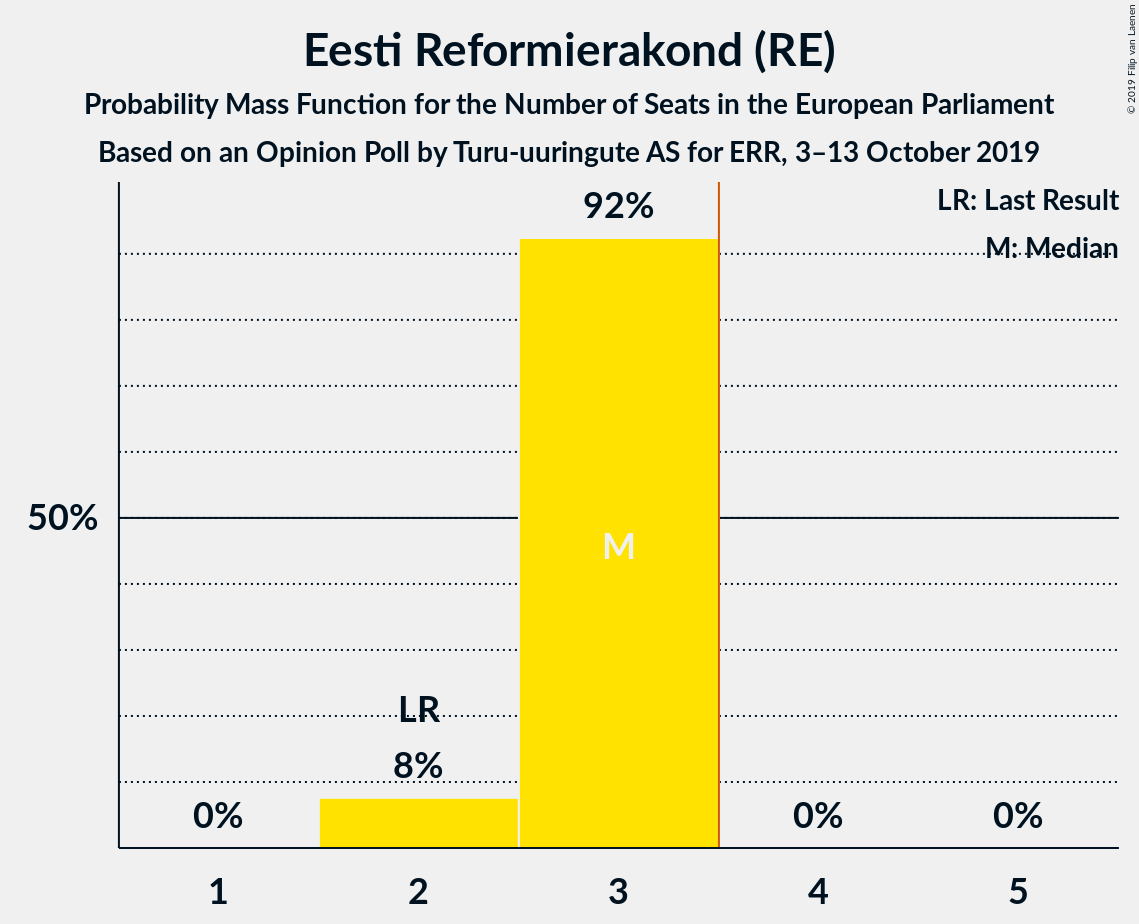 Eesti Reformierakond (RE)
Probability Mass Function for the Number of Seats in the European Parliament
Based on an Opinion Poll by Turu-uuringute AS for ERR, 3–13 October 2019
© 2019 Filip van Laenen
LR: Last Result
M: Median
92%
50%
M
LR
8%
0%
0%
0%
1
2
3
4
5